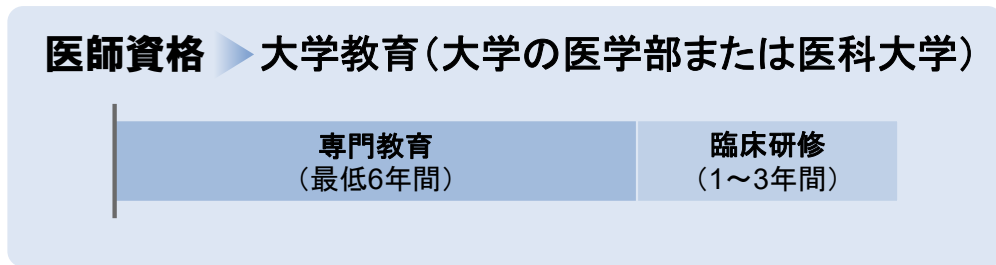 医師資格 大学教育（大学の医学部または医科大学）
専門教育
（最低6年間）
臨床研修
（1～3年間）